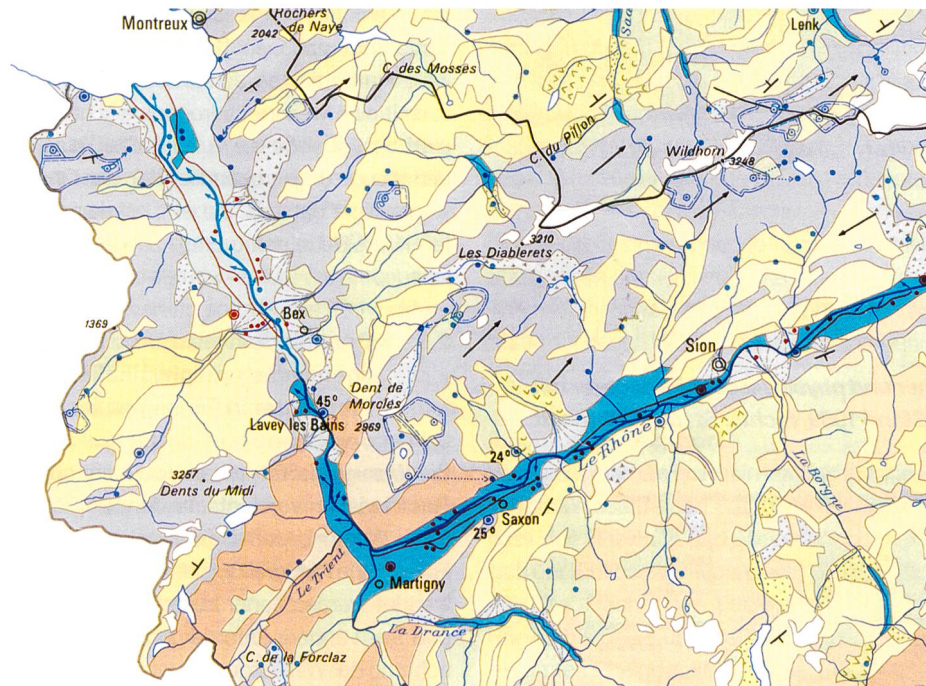 Montreux
Rochers
de Naye
2042
C. des Mosses
Lenk
C. du Pillon
Wildhorn
3248
3210
Les Diablerets
1369
Bex
Sion
Dent de
Morcles
2969
45°
Lavey les Bains
24°
Le Rhône
3257
Dents du Midi
Saxon
25°
La Borgne
Le Trient
Martigny
La Drance
C. de la Forclaz